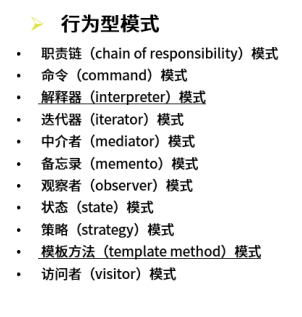 行为型模式
• 职责链（chain of responsibility）模式
• 命令（command）模式
• 解释器（interpreter）模式
• 迭代器（iterator）模式
• 中介者（mediator）模式
• 备忘录（memento）模式
• 观察者（observer）模式
• 状态（state）模式
• 策略（strategy）模式
• 模板方法（template method）模式
• 访问者（visitor）模式